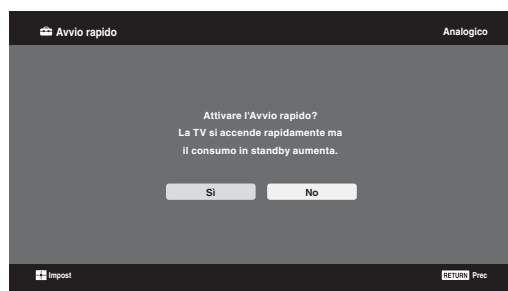 Avvio rapido
Analogico
Attivare l'Avvio rapido?
La TV si accende rapidamente ma
il consumo in standby aumenta.
Sì
No
Impost
RETURN Prec